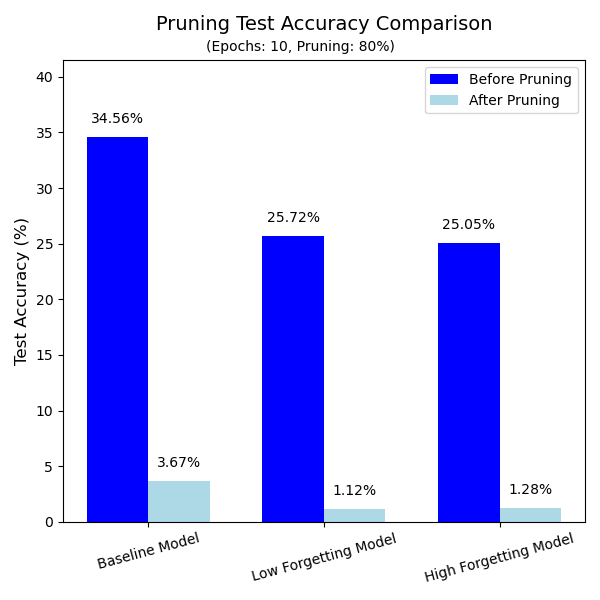 Pruning Test Accuracy Comparison
(Epochs: 10, Pruning: 80%)
Before Pruning
After Pruning
Test Accuracy (%)
40
35
30
25
20
15
10
5
0
34.56%
3.67%
25.72%
1.12%
25.05%
1.28%
Baseline Model
Low Forgetting Model
High Forgetting Model